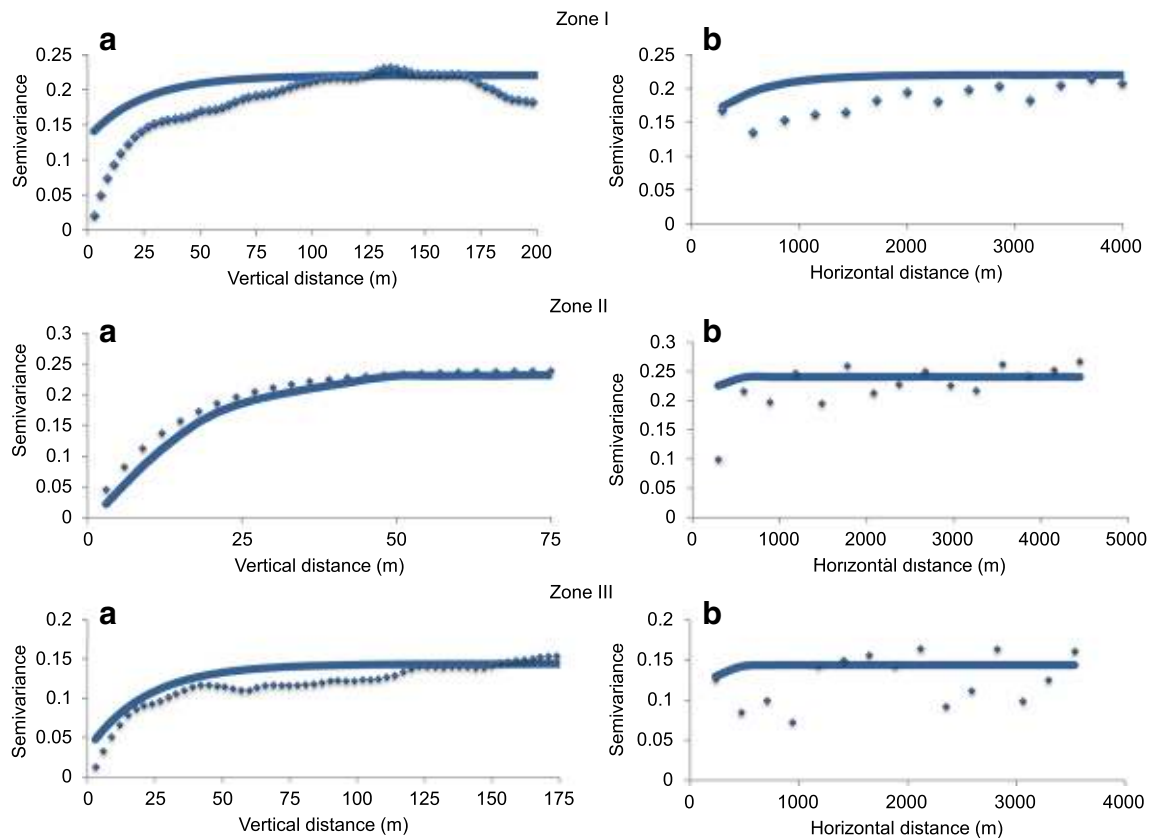 Zone I
a
0.25
0.2
0.15
0.1
0.05
0
Semivariance
0 25 50 75 100 125 150 175 200
Vertical distance (m)
b
0.25
0.2
0.15
0.1
0.05
0
Semivariance
0 1000 2000 3000 4000
Horizontal distance (m)
Zone II
a
0.3
0.25
0.2
0.15
0.1
0.05
0
Semivariance
0 25 50 75
Vertical distance (m)
b
0.3
0.25
0.2
0.15
0.1
0.05
0
Semivariance
0 1000 2000 3000 4000 5000
Horizontal distance (m)
Zone III
a
0.2
0.15
0.1
0.05
0
Semivariance
0 25 50 75 100 125 150 175
Vertical distance (m)
b
0.2
0.15
0.1
0.05
0
Semivariance
0 1000 2000 3000 4000
Horizontal distance (m)